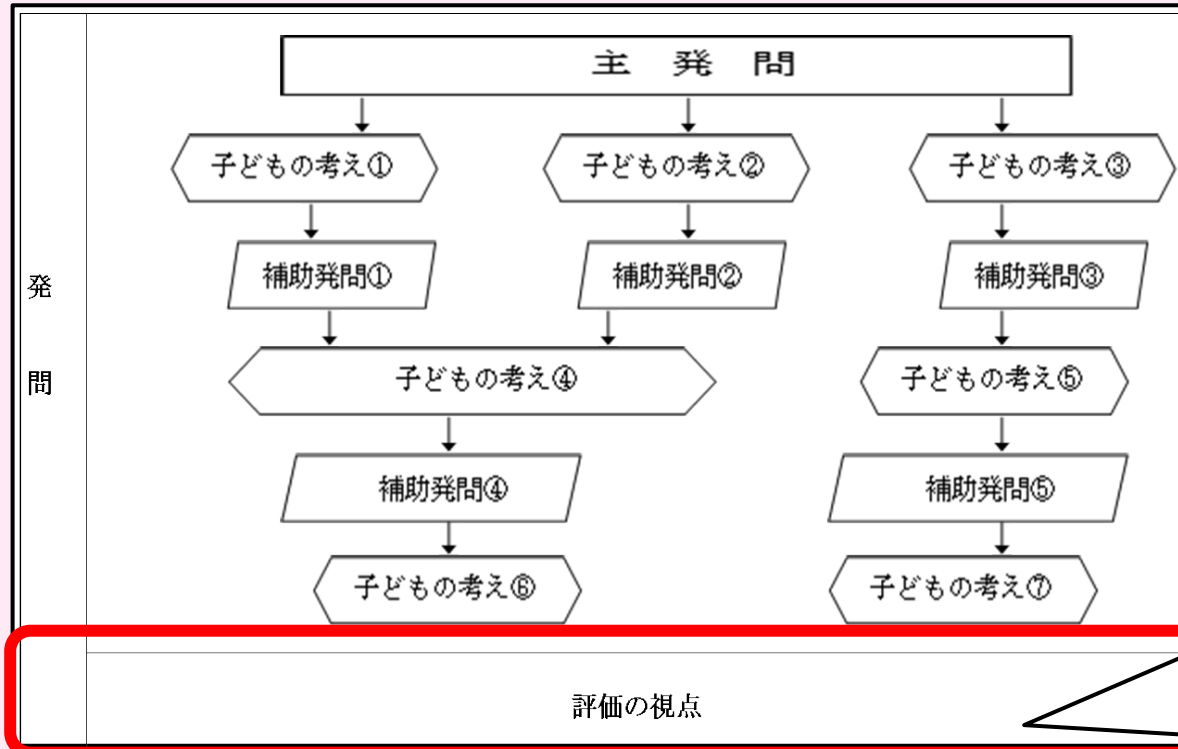 主　発　問
子どもの考え①
子どもの考え②
子どもの考え③
補助発問①
補助発問②
補助発問③
発問
子どもの考え④
子どもの考え⑤
補助発問④
補助発問⑤
子どもの考え⑥
子どもの考え⑦
評価の視点